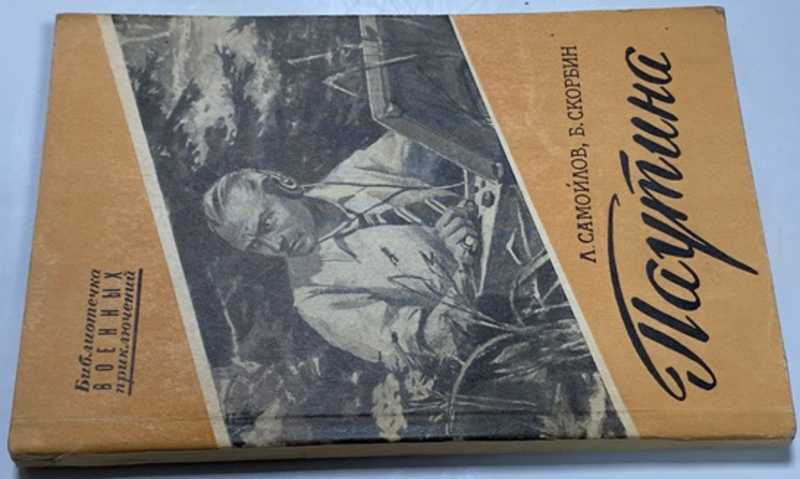 Библиотечка
ВОЕННЫХ
приключений
Л. САМОЙЛОВ, Б. СКОРБИН
Паутина